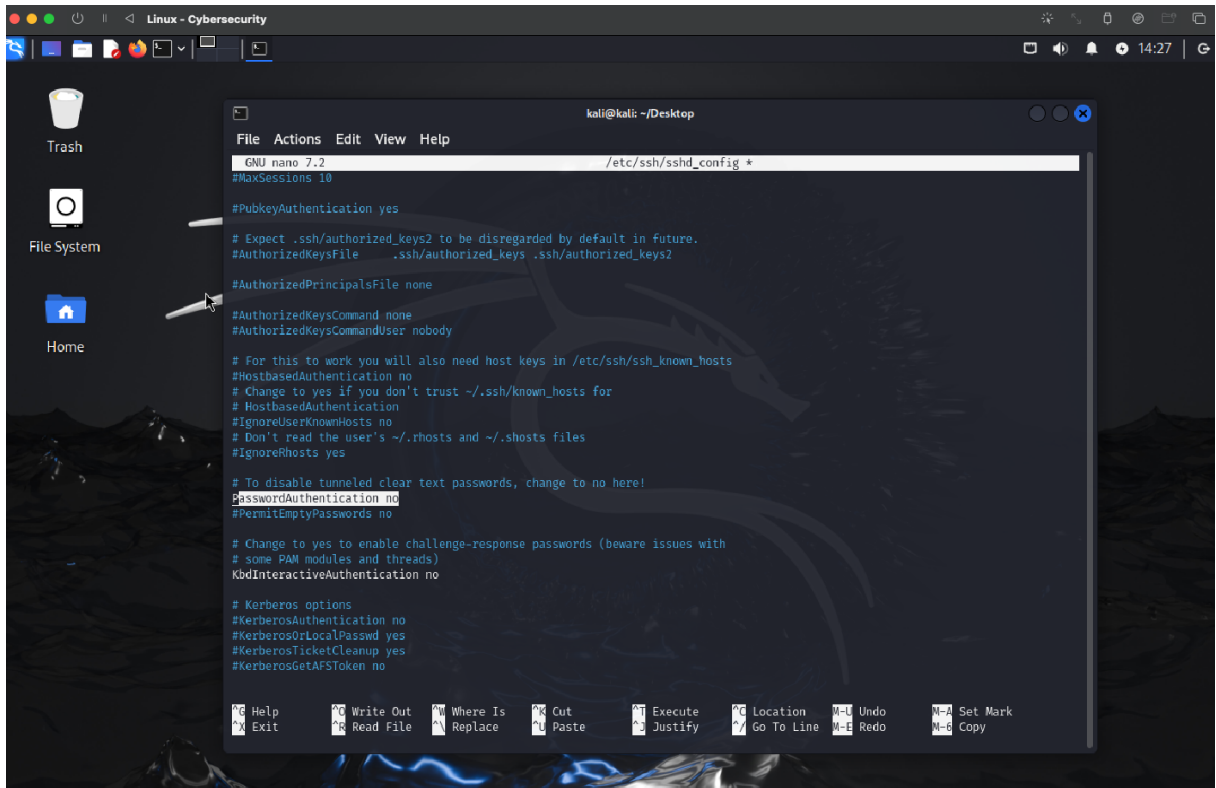 Linux - Cybersecurity
14:27
Trash
File System
Home
kali@kali: ~/Desktop
File Actions Edit View Help
GNU nano 7.2 /etc/ssh/sshd_config *
#MaxSessions 10
#PubkeyAuthentication yes
# Expect .ssh/authorized_keys2 to be disregarded by default in future.
#AuthorizedKeysFile .ssh/authorized_keys .ssh/authorized_keys2
#AuthorizedPrincipalsFile none
#AuthorizedKeysCommand none
#AuthorizedKeysCommandUser nobody
# For this to work you will also need host keys in /etc/ssh/ssh_known_hosts
#HostbasedAuthentication no
# Change to yes if you don't trust ~/.ssh/known_hosts for
# HostbasedAuthentication
#IgnoreUserKnownHosts no
# Don't read the user's ~/.rhosts and ~/.shosts files
#IgnoreRhosts yes
# To disable tunneled clear text passwords, change to no here!
PasswordAuthentication no
#PermitEmptyPasswords no
# Change to yes to enable challenge-response passwords (beware issues with
# some PAM modules and threads)
KbdInteractiveAuthentication no
# Kerberos options
#KerberosAuthentication no
#KerberosOrLocalPasswd yes
#KerberosTicketCleanup yes
#KerberosGetAFSToken no
^G Help ^O Write Out ^W Where Is ^K Cut ^T Execute ^C Location M-U Undo M-A Set Mark
^X Exit ^R Read File ^\ Replace ^U Paste ^J Justify ^/ Go To Line M-E Redo M-6 Copy